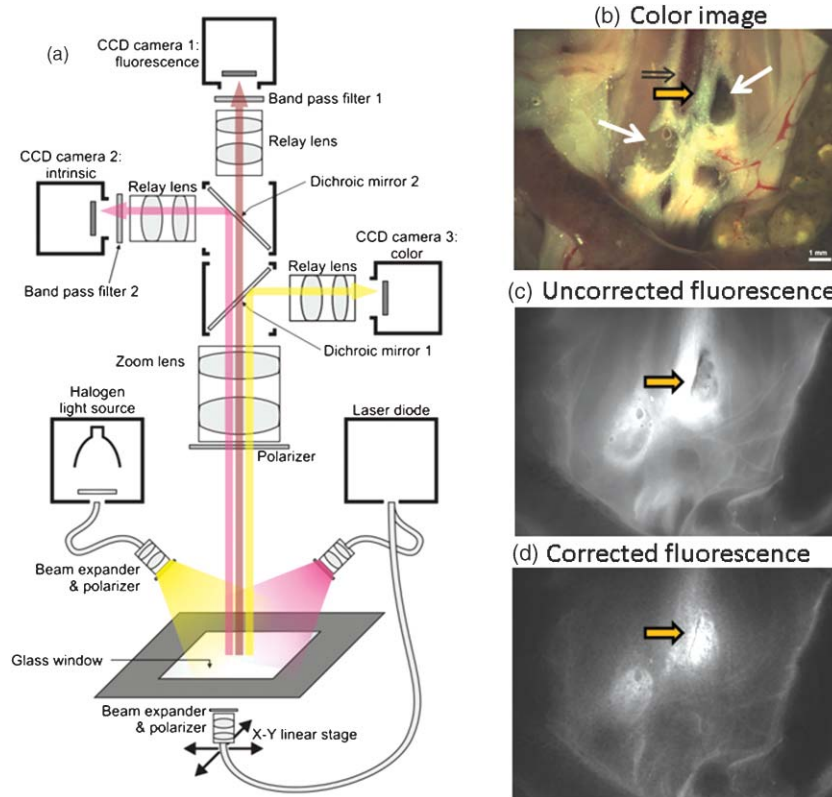 (a)
CCD camera 1:
fluorescence
Band pass filter 1
Relay lens
CCD camera 2:
intrinsic
Relay lens
Dichroic mirror 2
Band pass filter 2
CCD camera 3:
color
Relay lens
Dichroic mirror 1
Zoom lens
Halogen
light source
Laser diode
Polarizer
Beam expander
& polarizer
Glass window
Beam expander
& polarizer
X-Y linear stage
(b) Color image
1 mm
(c) Uncorrected fluorescence
(d) Corrected fluorescence